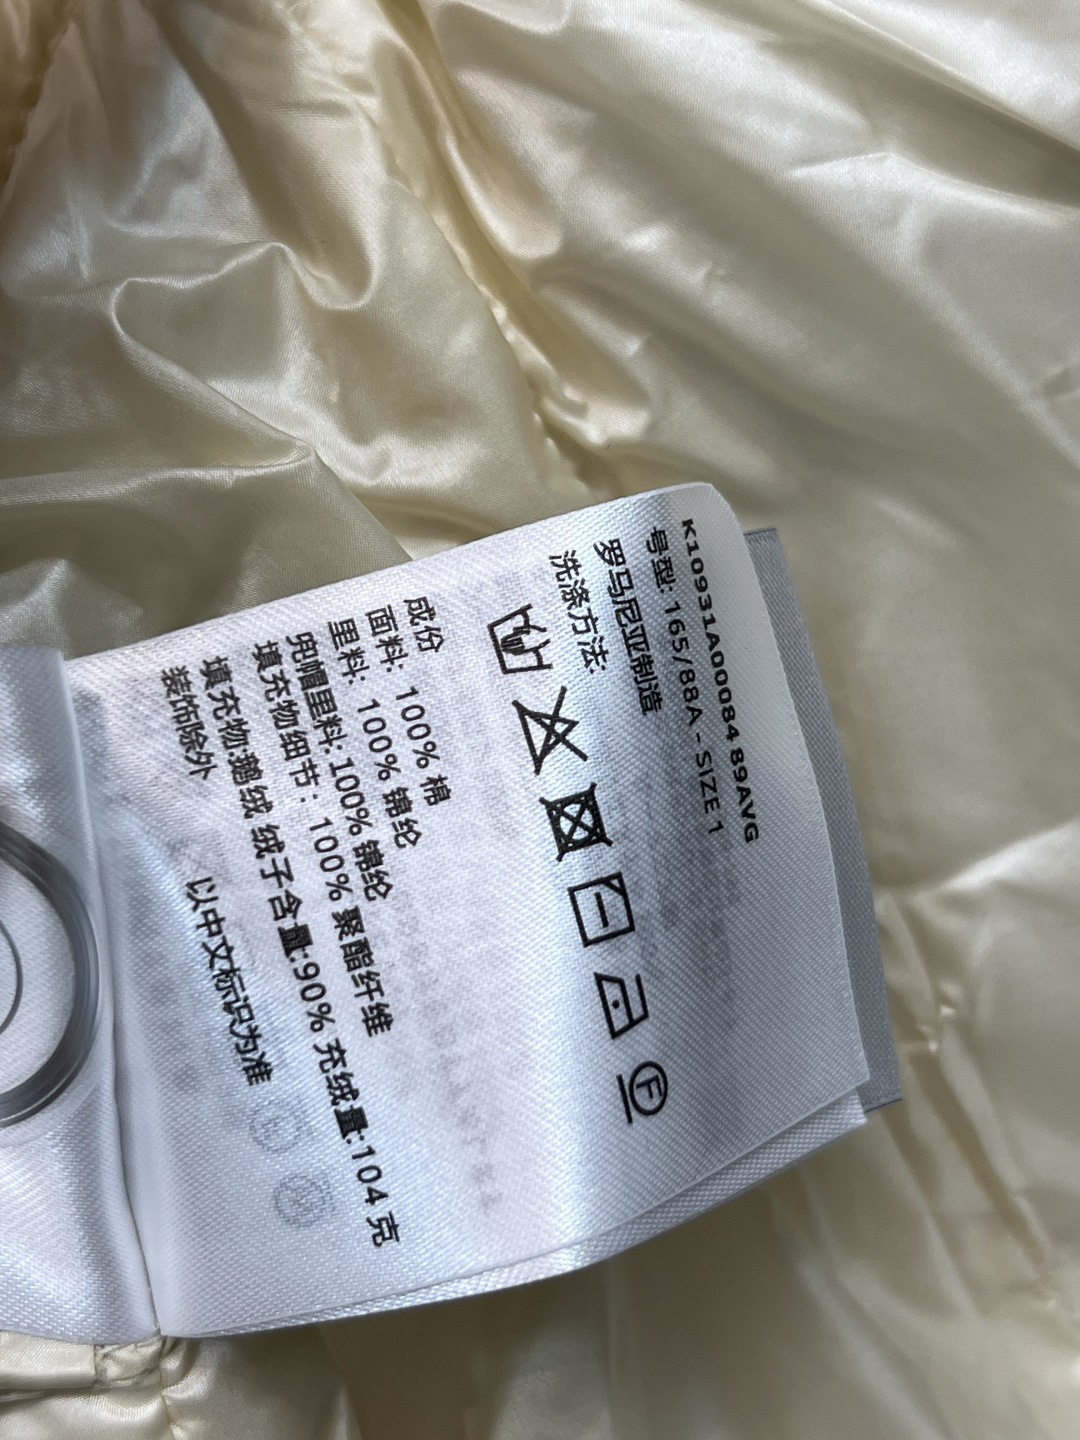 K10931A00084 89AVG
号型: 165/88A - SIZE 1
罗马尼亚制造
洗涤方法:
F
成份
面料: 100% 棉
里料: 100% 锦纶
兜帽里料:100% 锦纶
填充物细节: 100% 聚酯纤维
填充物:鹅绒 绒子含量:90% 充绒量:104 克
装饰除外
以中文标识为准